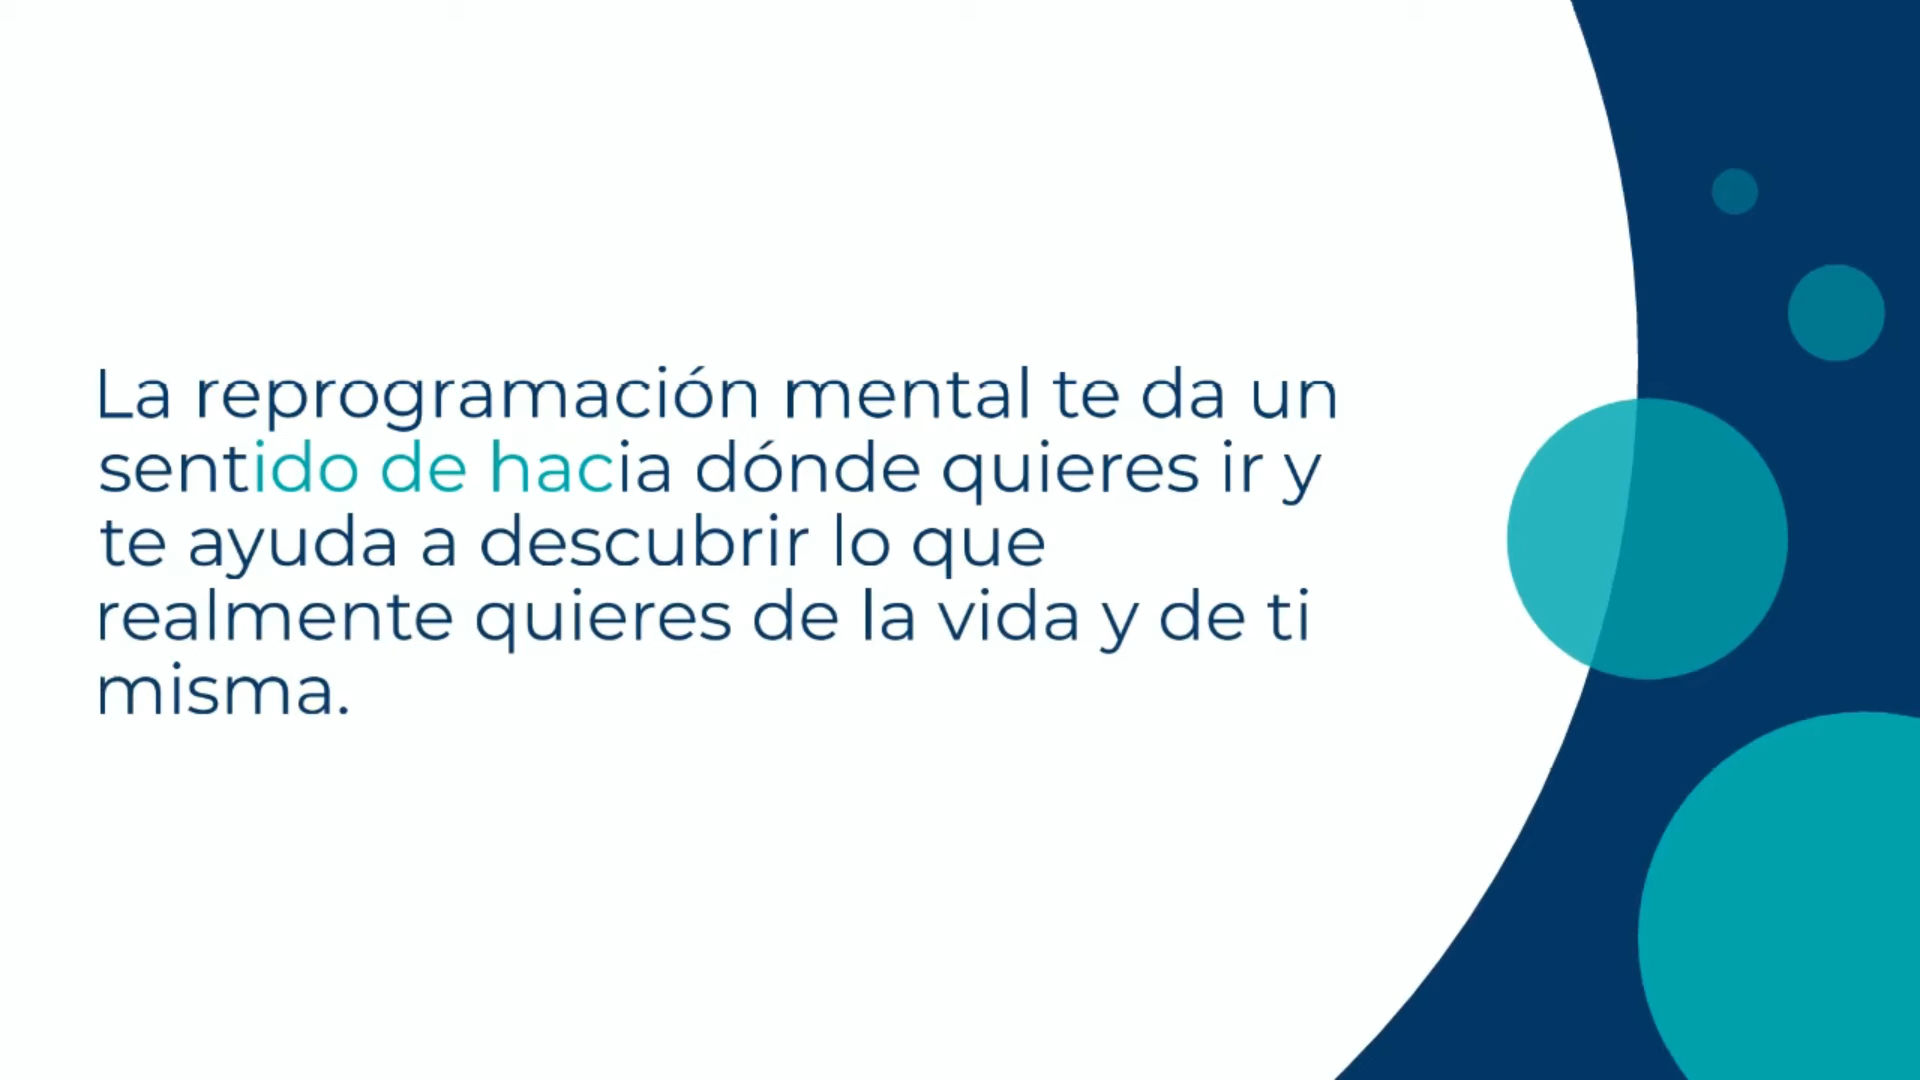 La reprogramación mental te da un
sentido de hacia dónde quieres ir y
te ayuda a descubrir lo que
realmente quieres de la vida y de ti
misma.